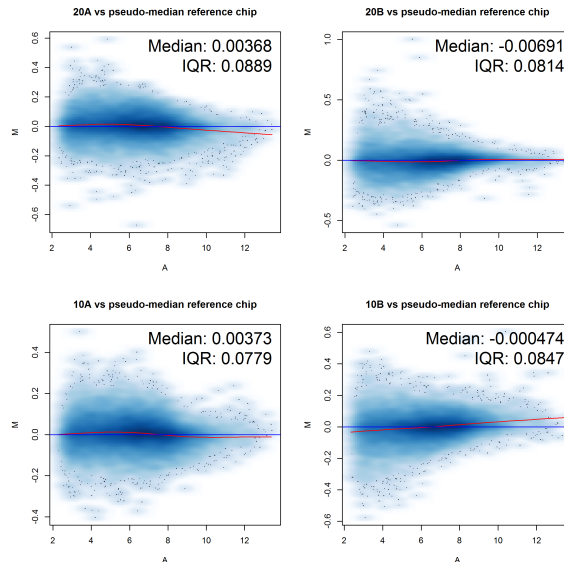 20A vs pseudo-median reference chip
Median: 0.00368
IQR: 0.0889
0.6
0.4
0.2
0.0
-0.2
-0.4
-0.6
M
2 4 6 8 10 12
A
20B vs pseudo-median reference chip
Median: -0.00691
IQR: 0.0814
1.0
0.5
0.0
-0.5
M
2 4 6 8 10 12
A
10A vs pseudo-median reference chip
Median: 0.00373
IQR: 0.0779
0.4
0.2
0.0
-0.2
-0.4
M
2 4 6 8 10 12
A
10B vs pseudo-median reference chip
Median: -0.000474
IQR: 0.0847
0.6
0.4
0.2
0.0
-0.2
-0.4
-0.6
M
2 4 6 8 10 12
A